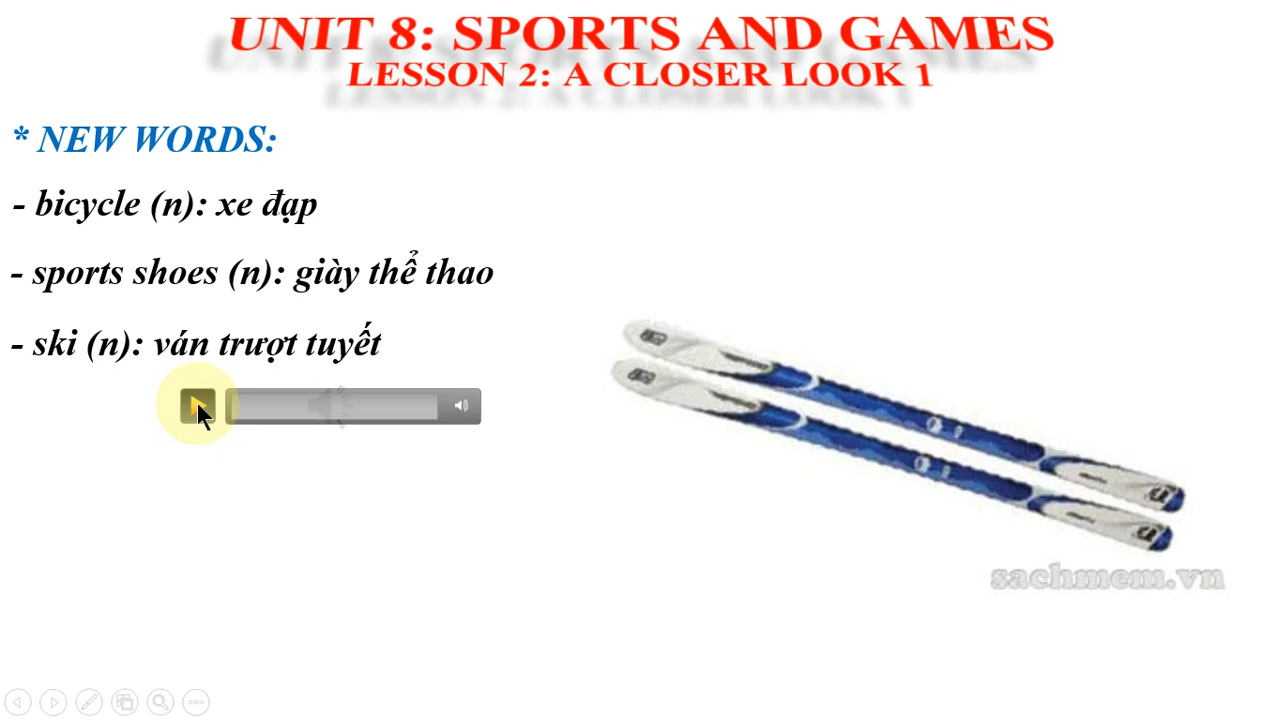 UNIT 8: SPORTS AND GAMES
LESSON 2: A CLOSER LOOK 1
* NEW WORDS:
- bicycle (n): xe đạp
- sports shoes (n): giày thể thao
- ski (n): ván trượt tuyết
sachmem.vn